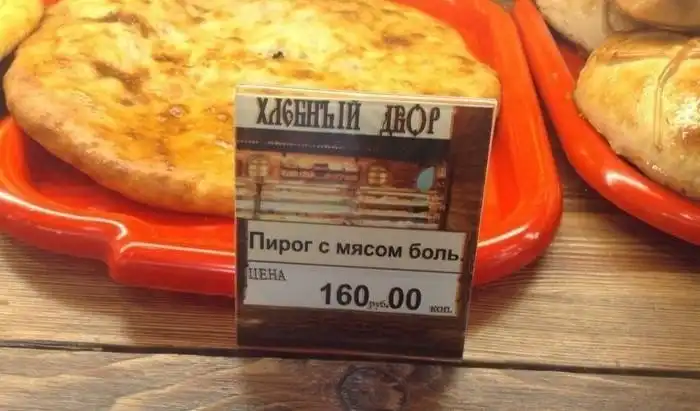 ХЛЕБНЫЙ ДВОР
Пирог с мясом боль.
ЦЕНА
160руб.00 коп.